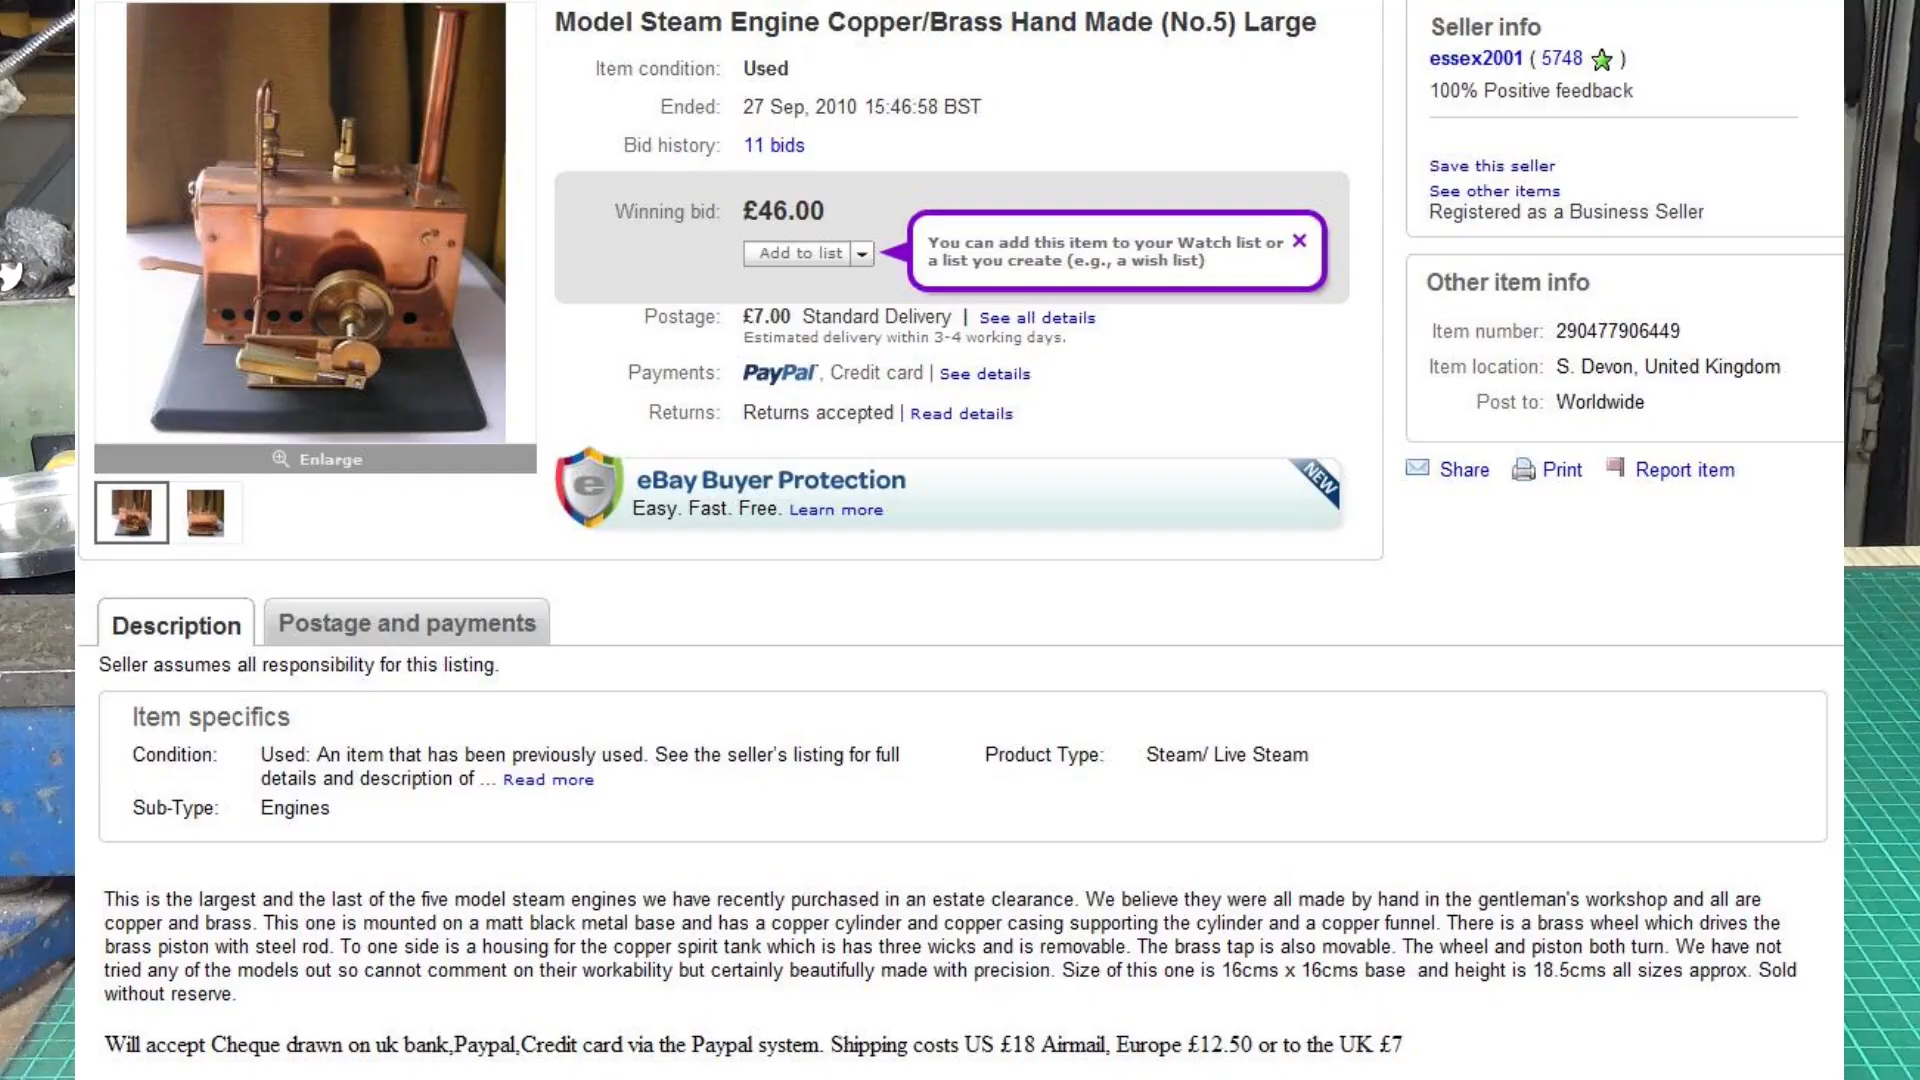 Model Steam Engine Copper/Brass Hand Made (No.5) Large
Item condition: Used
Ended: 27 Sep, 2010 15:46:58 BST
Bid history: 11 bids
Winning bid: £46.00
Add to list
You can add this item to your Watch list or
a list you create (e.g., a wish list)
Postage: £7.00 Standard Delivery | See all details
Estimated delivery within 3-4 working days.
Payments: PayPal, Credit card | See details
Returns: Returns accepted | Read details
Enlarge
eBay Buyer Protection
Easy. Fast. Free. Learn more
NEW
Seller info
essex2001 ( 5748 )
100% Positive feedback
Save this seller
See other items
Registered as a Business Seller
Other item info
Item number: 290477906449
Item location: S. Devon, United Kingdom
Post to: Worldwide
Share Print Report item
Description Postage and payments
Seller assumes all responsibility for this listing.
Item specifics
Condition: Used: An item that has been previously used. See the seller's listing for full
details and description of ... Read more
Product Type: Steam/ Live Steam
Sub-Type: Engines
This is the largest and the last of the five model steam engines we have recently purchased in an estate clearance. We believe they were all made by hand in the gentleman's workshop and all are
copper and brass. This one is mounted on a matt black metal base and has a copper cylinder and copper casing supporting the cylinder and a copper funnel. There is a brass wheel which drives the
brass piston with steel rod. To one side is a housing for the copper spirit tank which is has three wicks and is removable. The brass tap is also movable. The wheel and piston both turn. We have not
tried any of the models out so cannot comment on their workability but certainly beautifully made with precision. Size of this one is 16cms x 16cms base and height is 18.5cms all sizes approx. Sold
without reserve.
Will accept Cheque drawn on uk bank,Paypal,Credit card via the Paypal system. Shipping costs US £18 Airmail, Europe £12.50 or to the UK £7